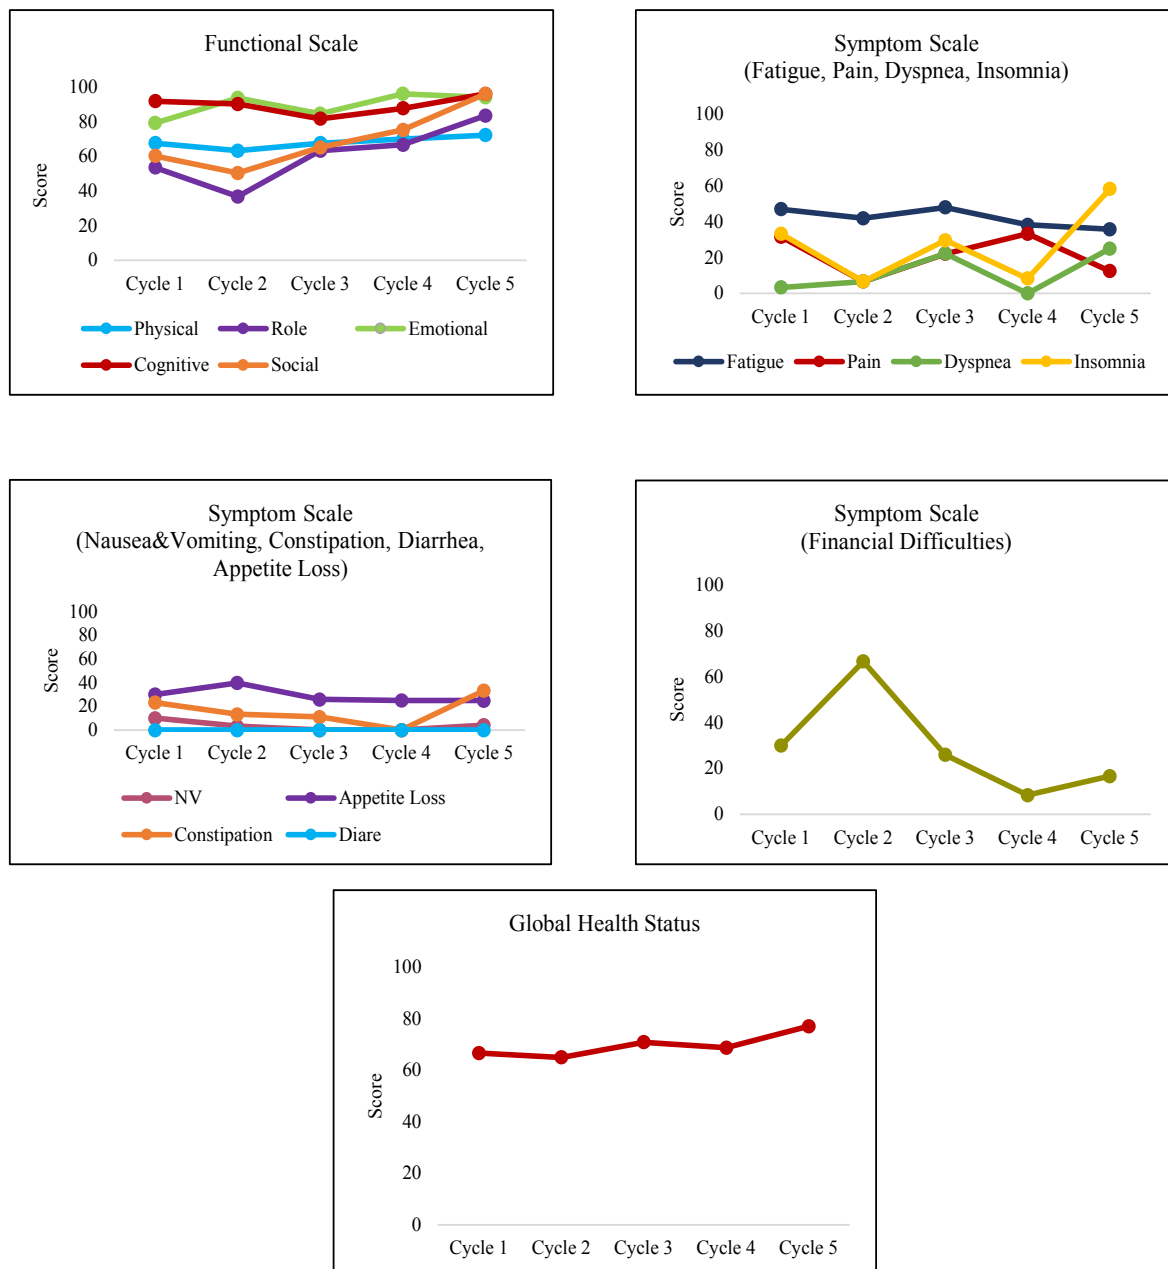 Functional Scale
100
80
60
40
20
0
Score
Cycle 1 Cycle 2 Cycle 3 Cycle 4 Cycle 5
Physical Role Emotional
Cognitive Social
Symptom Scale
(Fatigue, Pain, Dyspnea, Insomnia)
100
80
60
40
20
0
Score
Cycle 1 Cycle 2 Cycle 3 Cycle 4 Cycle 5
Fatigue Pain Dyspnea Insomnia
Symptom Scale
(Nausea&Vomiting, Constipation, Diarrhea,
Appetite Loss)
100
80
60
40
20
0
Score
Cycle 1 Cycle 2 Cycle 3 Cycle 4 Cycle 5
NV Appetite Loss
Constipation Diare
Symptom Scale
(Financial Difficulties)
100
80
60
40
20
0
Score
Cycle 1 Cycle 2 Cycle 3 Cycle 4 Cycle 5
Global Health Status
100
80
60
40
20
0
Score
Cycle 1 Cycle 2 Cycle 3 Cycle 4 Cycle 5